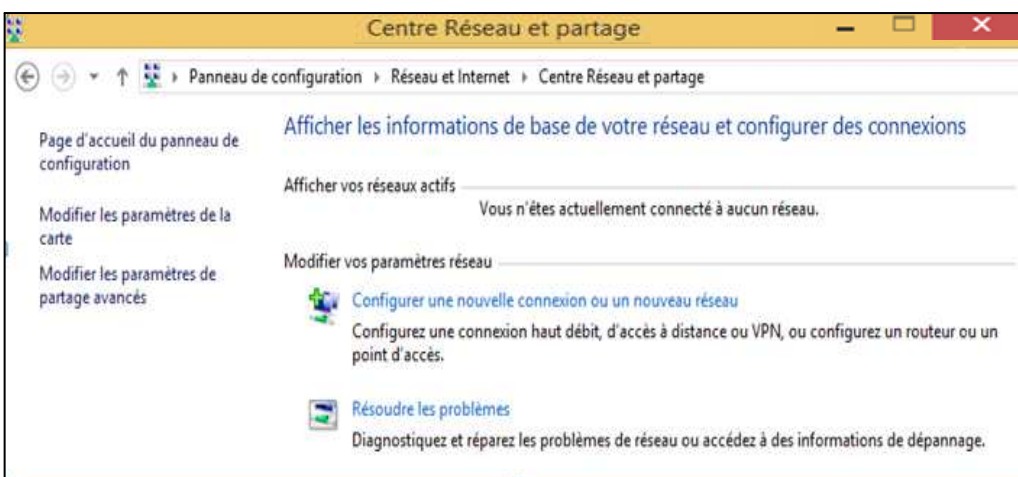 Centre Réseau et partage
Panneau de configuration Réseau et Internet Centre Réseau et partage
Page d'accueil du panneau de
configuration
Modifier les paramètres de la
carte
Modifier les paramètres de
partage avancés
Afficher les informations de base de votre réseau et configurer des connexions
Afficher vos réseaux actifs
Vous n'êtes actuellement connecté à aucun réseau.
Modifier vos paramètres réseau
Configurer une nouvelle connexion ou un nouveau réseau
Configurez une connexion haut débit, d'accès à distance ou VPN, ou configurez un routeur ou un
point d'accès.
Résoudre les problèmes
Diagnostiquez et réparez les problèmes de réseau ou accédez à des informations de dépannage.